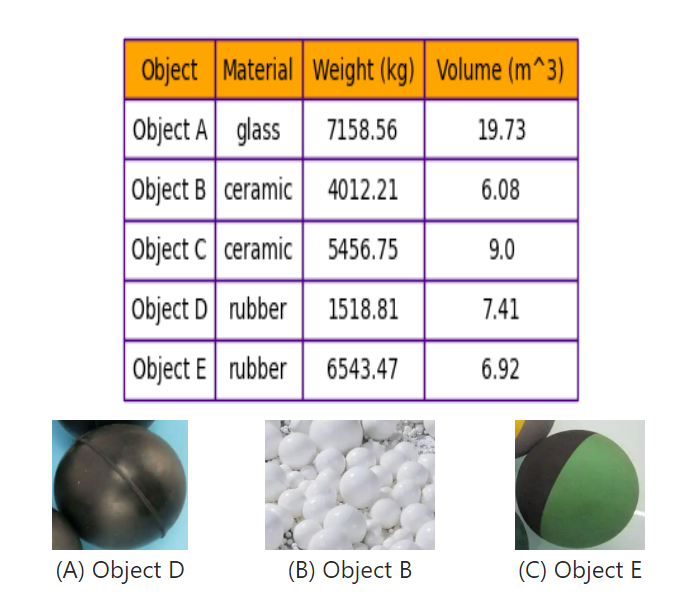 Object Material Weight (kg) Volume (m^3)
Object A glass 7158.56 19.73
Object B ceramic 4012.21 6.08
Object C ceramic 5456.75 9.0
Object D rubber 1518.81 7.41
Object E rubber 6543.47 6.92
(A) Object D (B) Object B (C) Object E